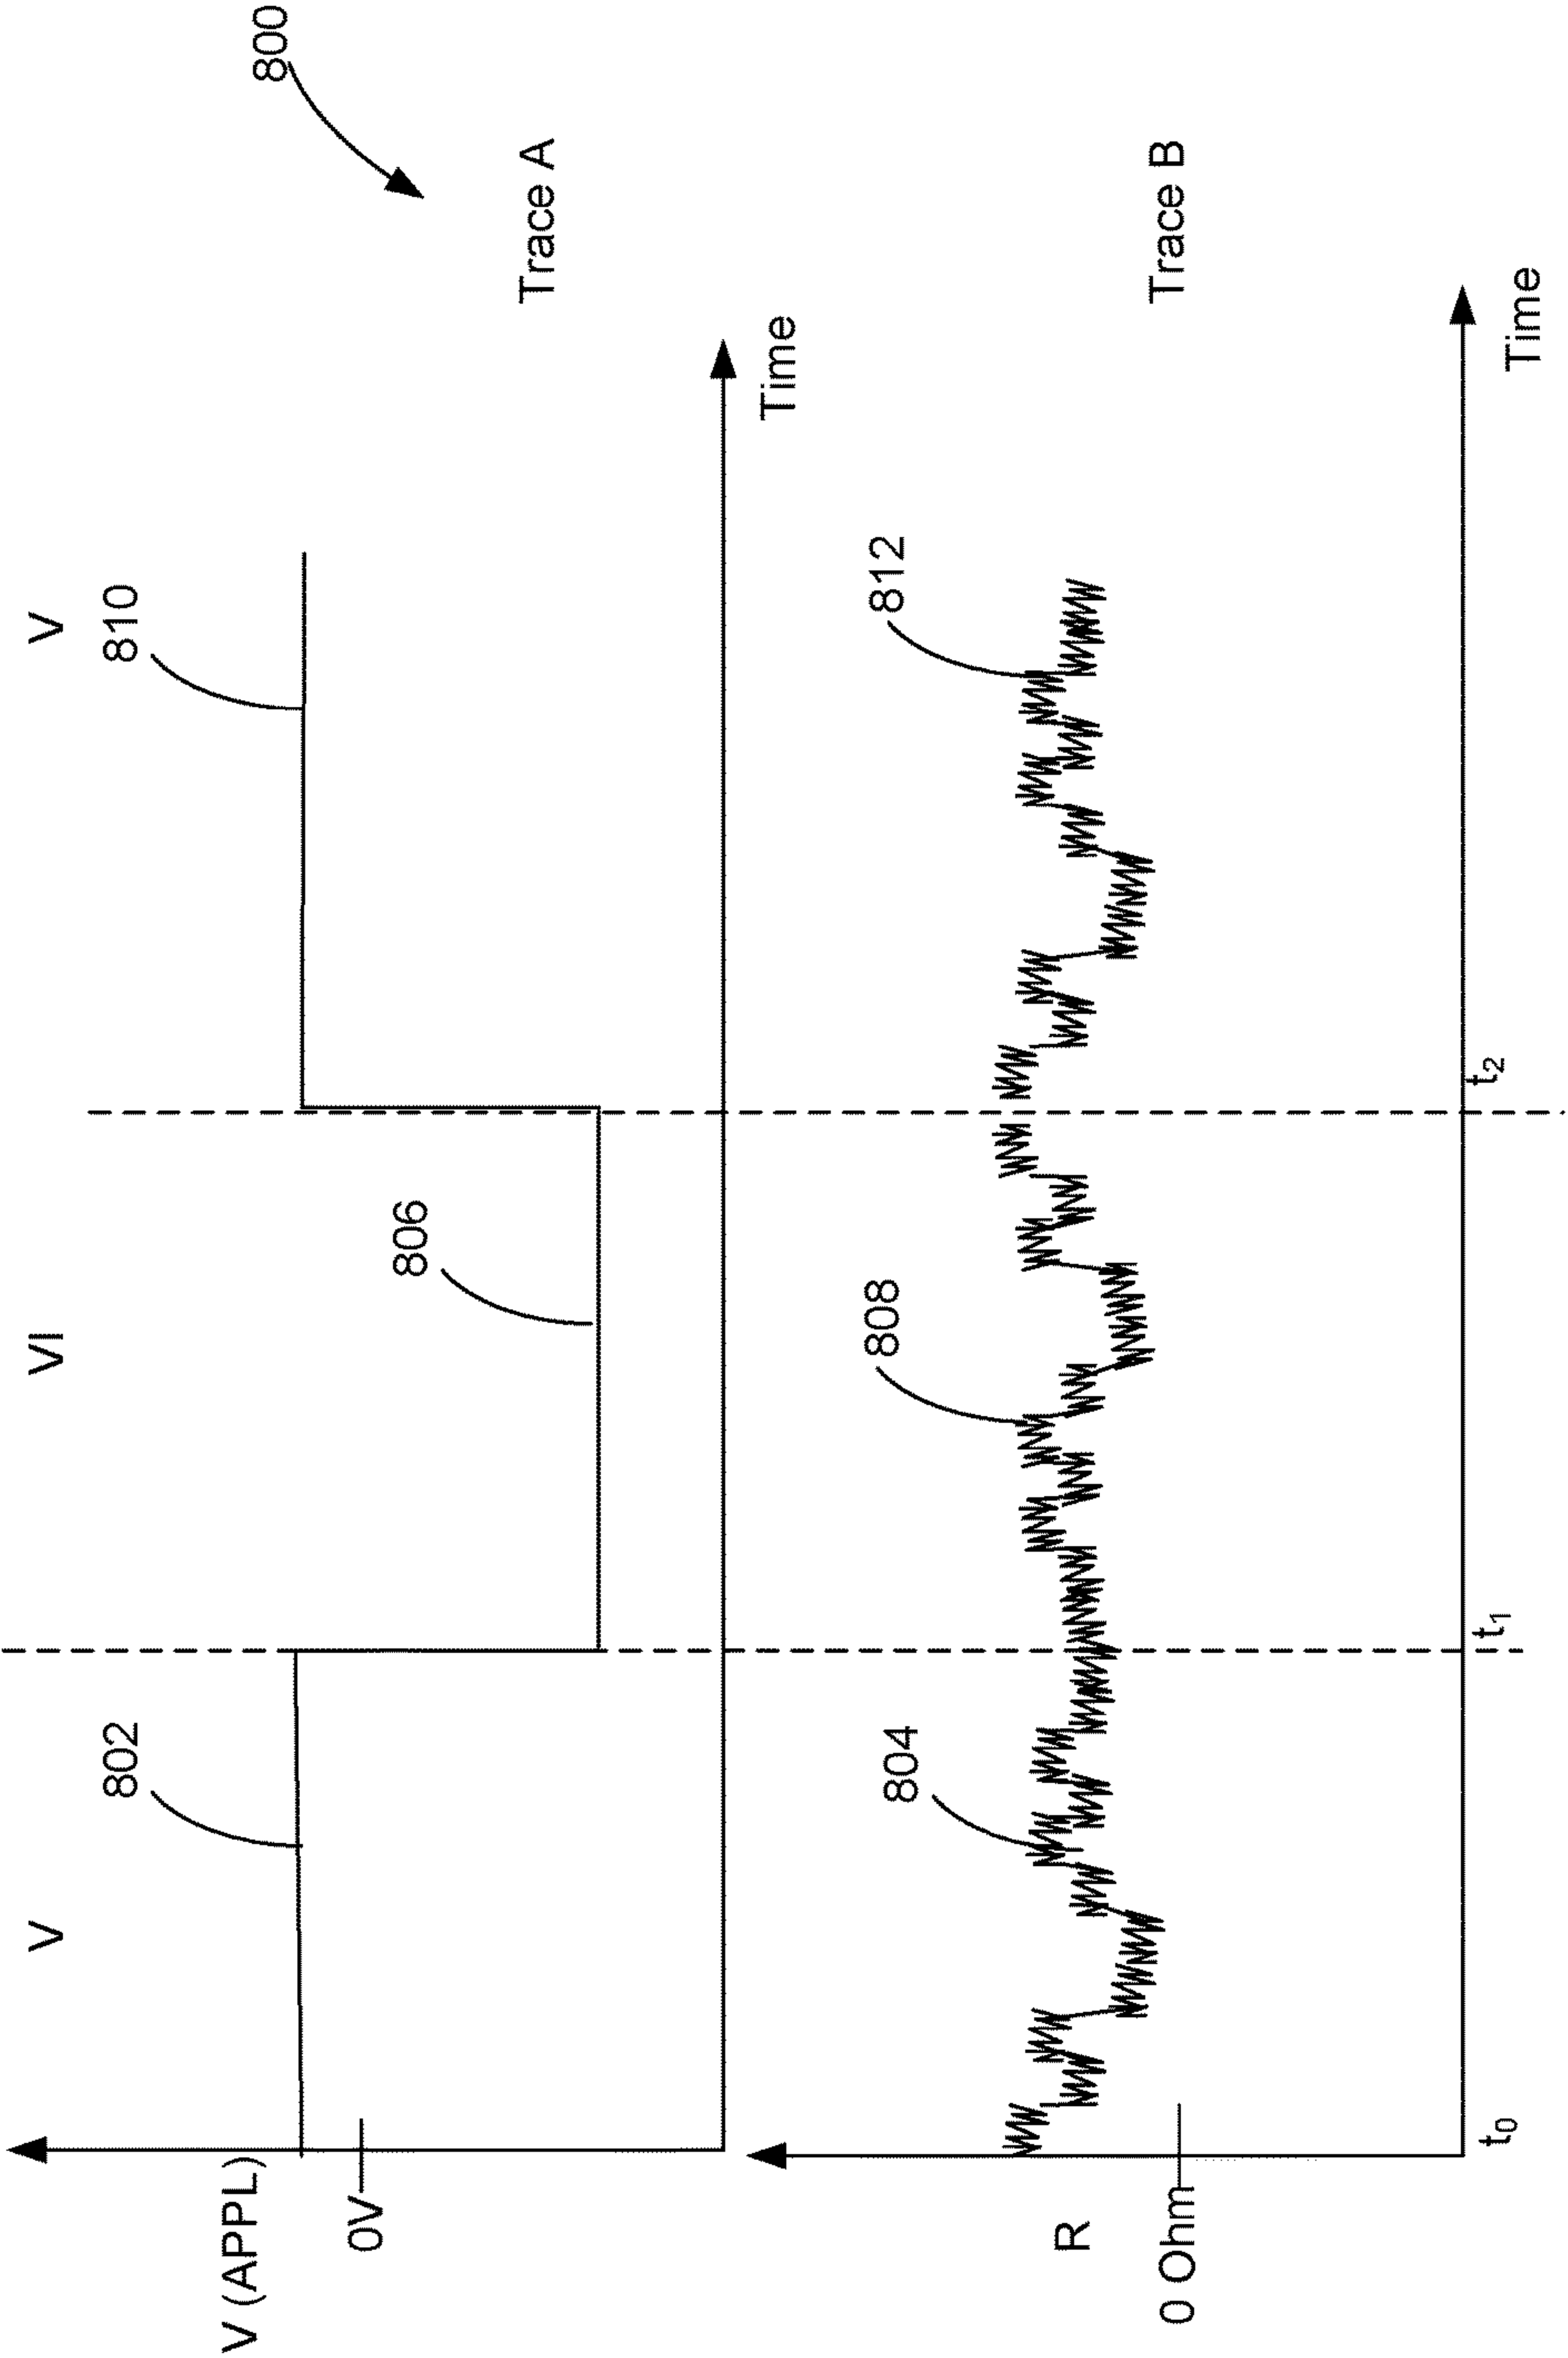 800
V
VI
V
802
810
V (APPL)
0V
806
Trace A
Time
804
808
812
R
0 Ohm
Trace B
t₀
t₁
t₂
Time